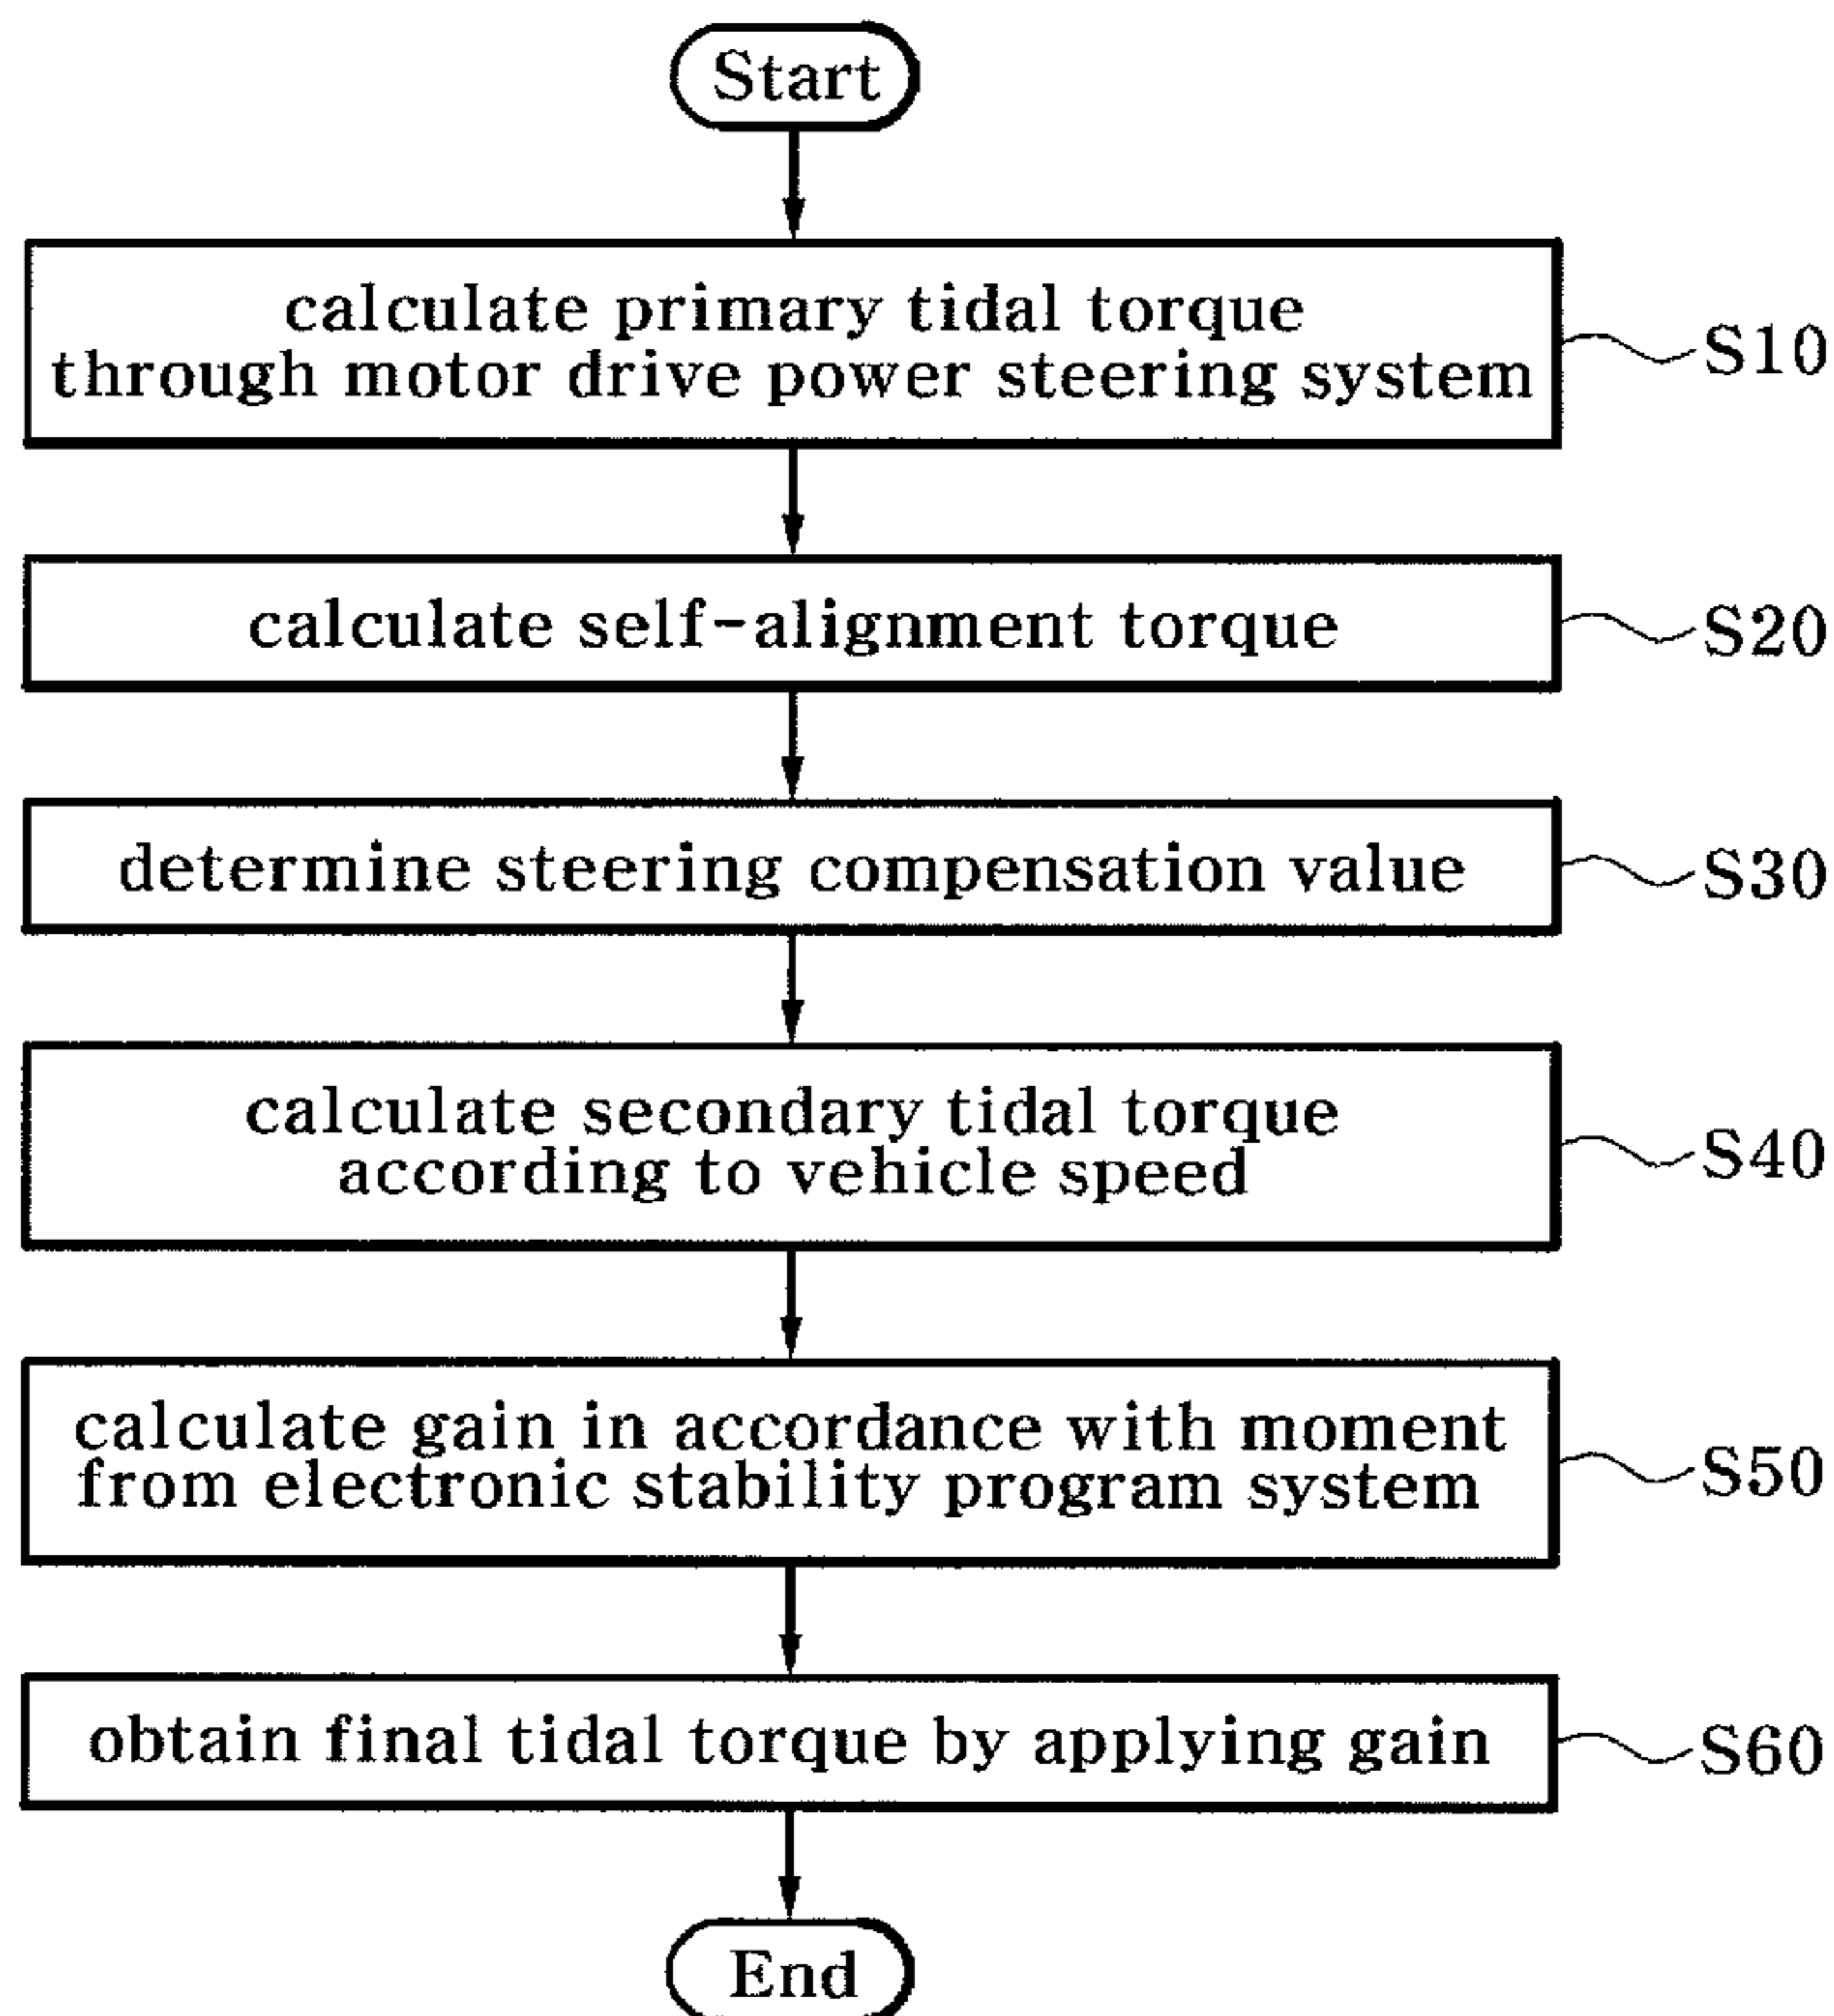 Start
calculate primary tidal torque
through motor drive power steering system
S10
calculate self-alignment torque
S20
determine steering compensation value
S30
calculate secondary tidal torque
according to vehicle speed
S40
calculate gain in accordance with moment
from electronic stability program system
S50
obtain final tidal torque by applying gain
S60
End